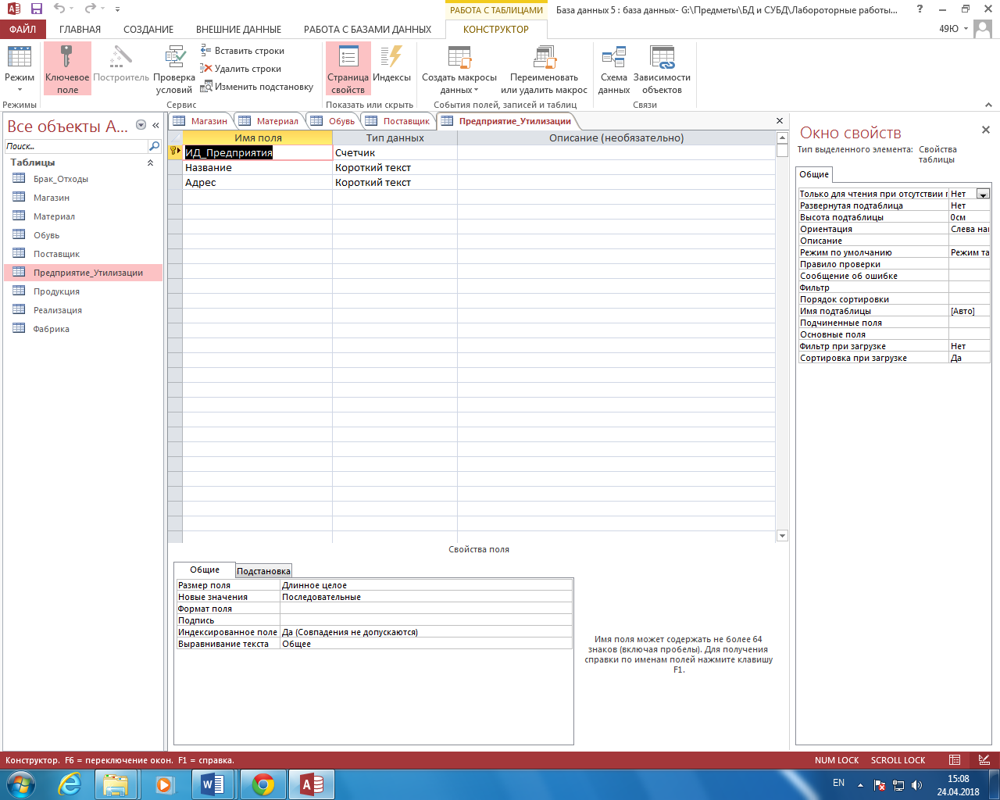 РАБОТА С ТАБЛИЦАМИ
База данных 5 : база данных- G:\Предметы\БД и СУБД\Лабороторные работы...
ФАЙЛ ГЛАВНАЯ СОЗДАНИЕ ВНЕШНИЕ ДАННЫЕ РАБОТА С БАЗАМИ ДАННЫХ КОНСТРУКТОР
49Ю
Режим
Режимы
Ключевое поле
Построитель
Проверка условий
Вставить строки
Удалить строки
Изменить подстановку
Сервис
Страница свойств
Индексы
Показать или скрыть
Создать макросы данных
Переименовать или удалить макрос
События полей, записей и таблиц
Схема данных
Зависимости объектов
Связи
Все объекты A...
Поиск...
Таблицы
Брак_Отходы
Магазин
Материал
Обувь
Поставщик
Предприятие_Утилизации
Продукция
Реализация
Фабрика
Магазин Материал Обувь Поставщик Предприятие_Утилизации
Имя поля Тип данных Описание (необязательно)
ИД_Предприятия Счетчик
Название Короткий текст
Адрес Короткий текст
Свойства поля
Общие Подстановка
Размер поля Длинное целое
Новые значения Последовательные
Формат поля
Подпись
Индексированное поле Да (Совпадения не допускаются)
Выравнивание текста Общее
Имя поля может содержать не более 64
знаков (включая пробелы). Для получения
справки по именам полей нажмите клавишу
F1.
Окно свойств
Тип выделенного элемента: Свойства
таблицы
Общие
Только для чтения при отсутствии п Нет
Развернутая подтаблица Нет
Высота подтаблицы 0см
Ориентация Слева на
Описание
Режим по умолчанию Режим та
Правило проверки
Сообщение об ошибке
Фильтр
Порядок сортировки
Имя подтаблицы [Авто]
Подчиненные поля
Основные поля
Фильтр при загрузке Нет
Сортировка при загрузке Да
Конструктор. F6 = переключение окон. F1 = справка.
NUM LOCK SCROLL LOCK
EN
15:08
24.04.2018